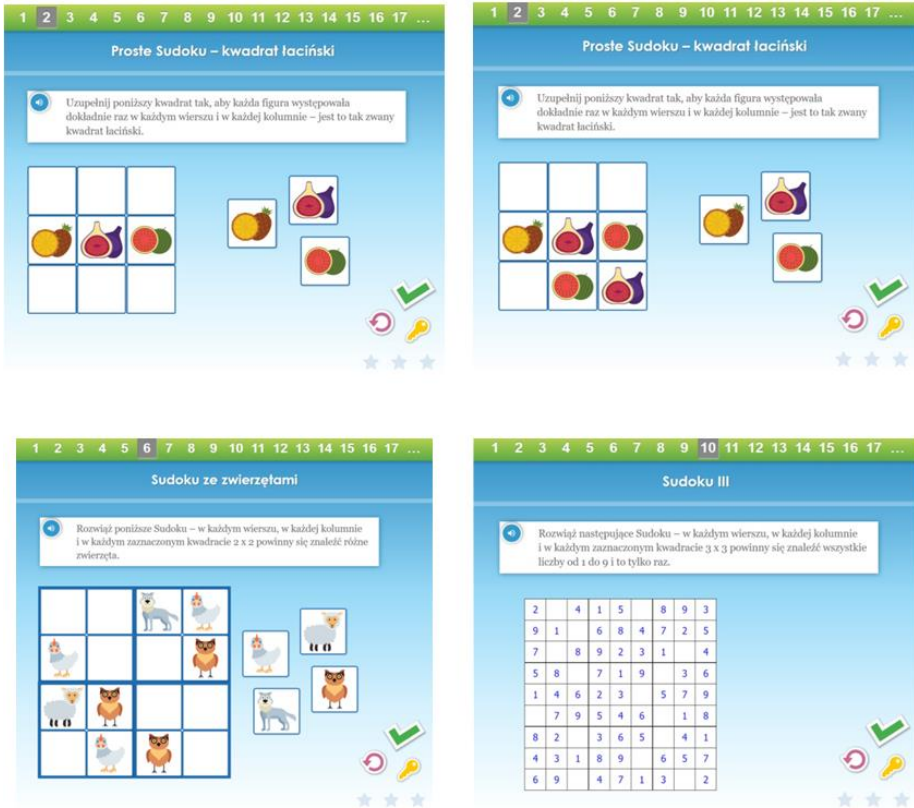 1 2 3 4 5 6 7 8 9 10 11 12 13 14 15 16 17 ...
Proste Sudoku – kwadrat łaciński
Uzupełnij poniższy kwadrat tak, aby każda figura występowała
dokładnie raz w każdym wierszu i w każdej kolumnie – jest to tak zwany
kwadrat łaciński.
1 2 3 4 5 6 7 8 9 10 11 12 13 14 15 16 17 ...
Proste Sudoku – kwadrat łaciński
Uzupełnij poniższy kwadrat tak, aby każda figura występowała
dokładnie raz w każdym wierszu i w każdej kolumnie – jest to tak zwany
kwadrat łaciński.
1 2 3 4 5 6 7 8 9 10 11 12 13 14 15 16 17 ...
Sudoku ze zwierzętami
Rozwiąż poniższe Sudoku – w każdym wierszu, w każdej kolumnie
i w każdym zaznaczonym kwadracie 2 x 2 powinny się znaleźć różne
zwierzęta.
1 2 3 4 5 6 7 8 9 10 11 12 13 14 15 16 17 ...
Sudoku III
Rozwiąż następujące Sudoku – w każdym wierszu, w każdej kolumnie
i w każdym zaznaczonym kwadracie 3 x 3 powinny się znaleźć wszystkie
liczby od 1 do 9 i to tylko raz.
2 4 1 5 8 9 3
9 1 6 8 4 7 2 5
7 8 9 2 3 1 4
5 8 7 1 9 3 6
1 4 6 2 3 5 7 9
7 9 5 4 6 1 8
8 2 3 6 5 4 1
4 3 1 8 9 6 5 7
6 9 4 7 1 3 2